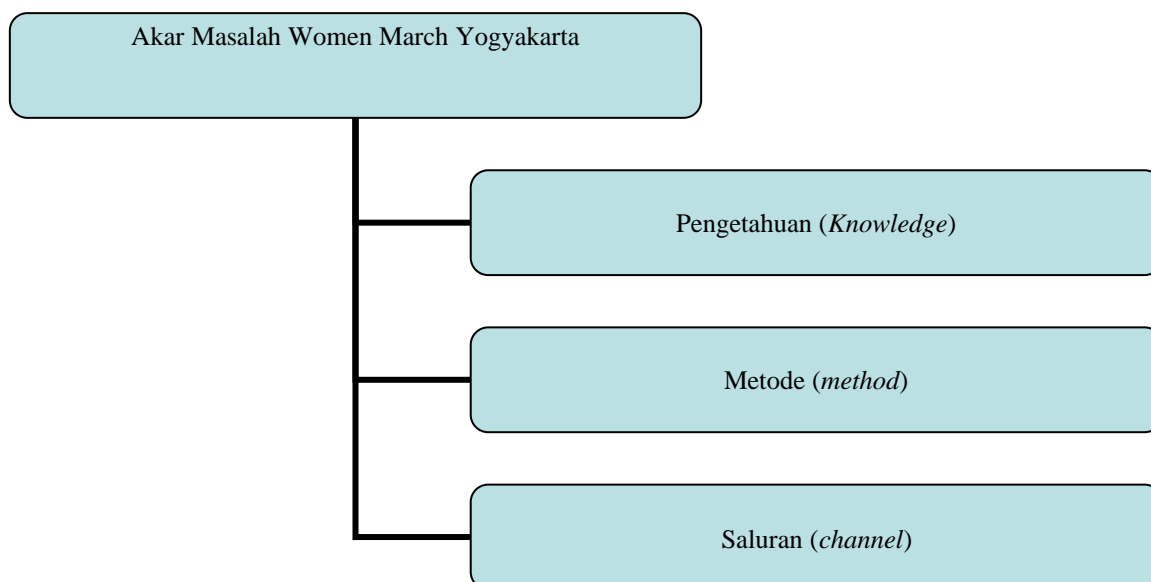 Akar Masalah Women March Yogyakarta
Pengetahuan (Knowledge)
Metode (method)
Saluran (channel)